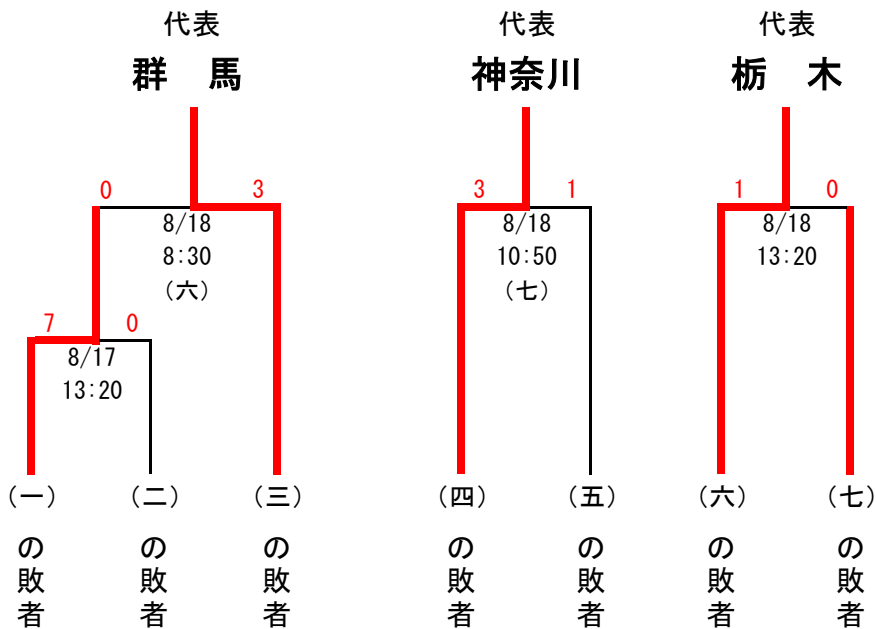 代表
群　馬
0
3
8/18
8:30
（六）
7
0
8/17
13:20
（一）の敗者
（二）の敗者
（三）の敗者
代表
神奈川
3
1
8/18
10:50
（七）
（四）の敗者
（五）の敗者
代表
栃　木
1
0
8/18
13:20
（六）の敗者
（七）の敗者